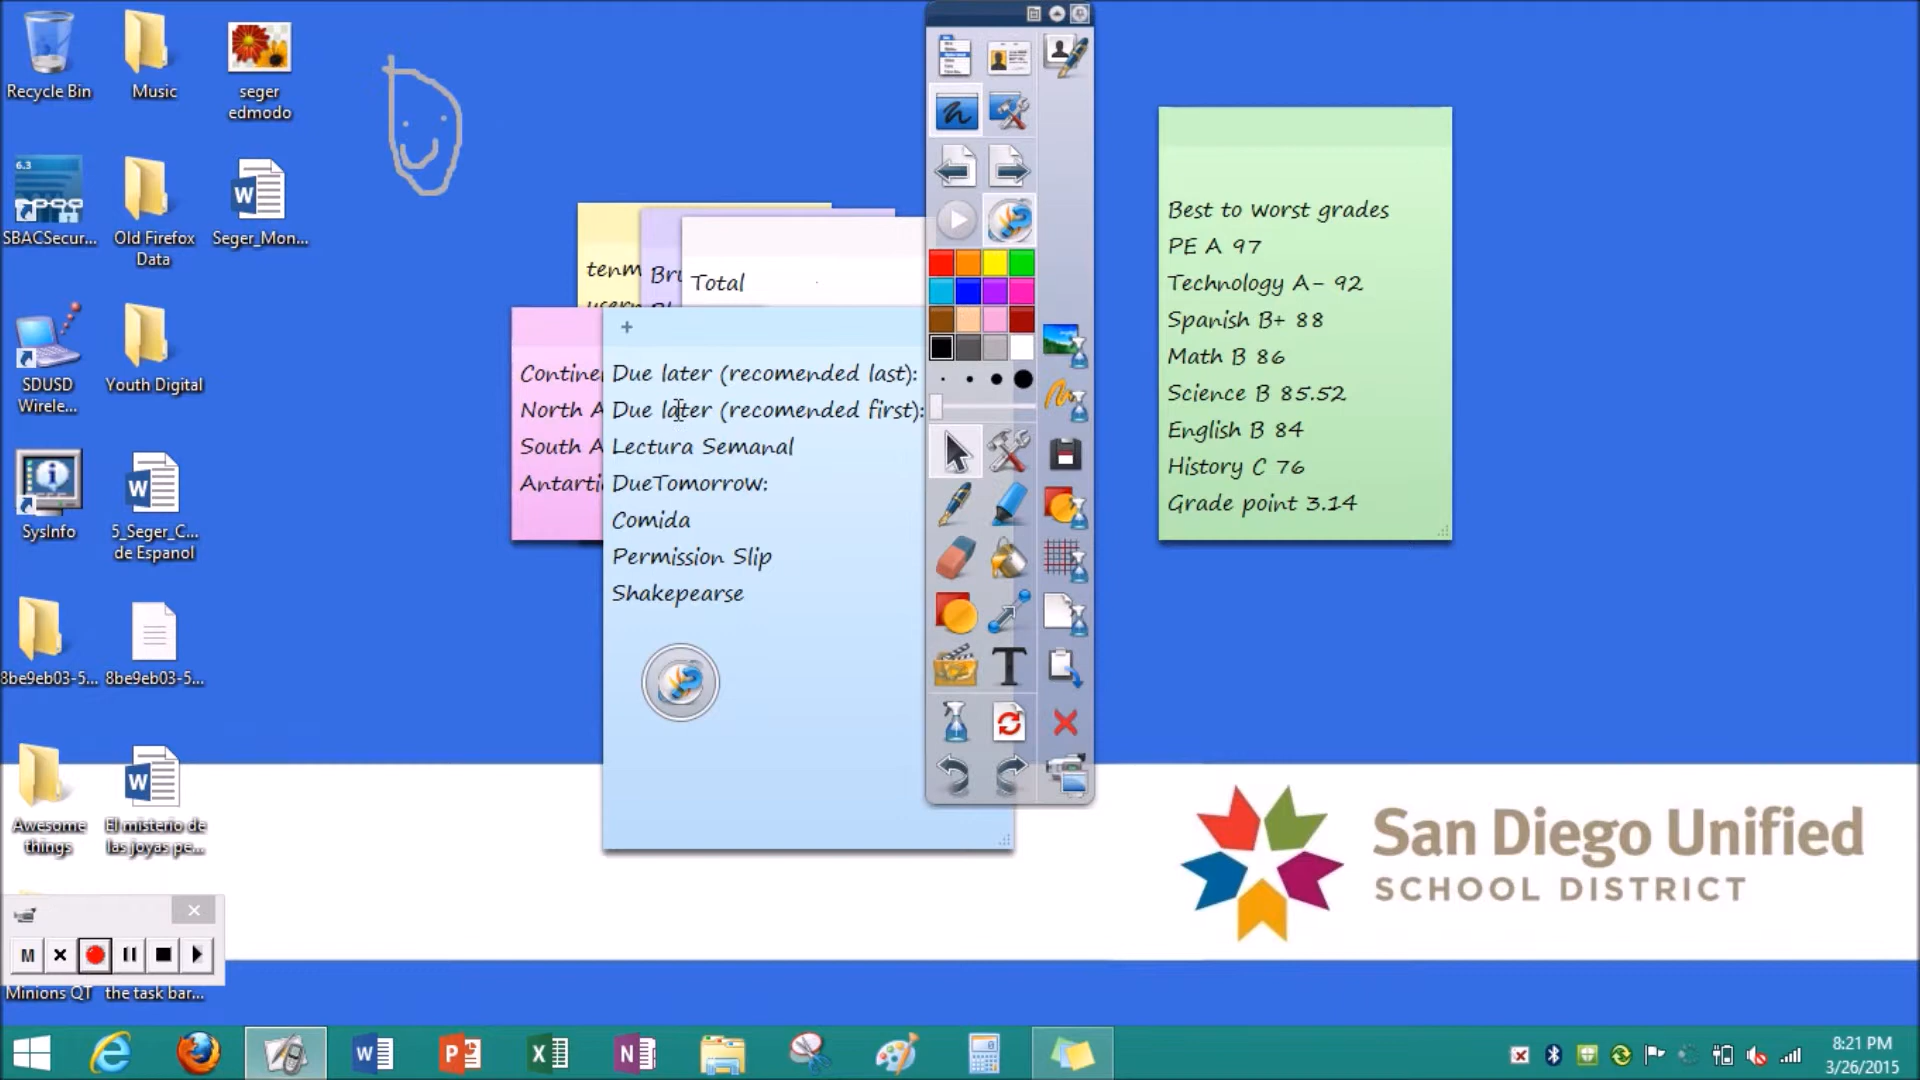 Recycle Bin
Music
seger
edmodo
6.3
SBACSecur...
Old Firefox
Data
Seger_Mon...
SDUSD
Wirele...
Youth Digital
SysInfo
5_Seger_C...
de Espanol
8be9eb03-5...
8be9eb03-5...
Awesome
things
El misterio de
las joyas pe...
Minions QT
the task bar...
M
tenm
usern
Bru
Total
Contine
North A
South A
Antarti
Due later (recomended last):
Due later (recomended first):
Lectura Semanal
DueTomorrow:
Comida
Permission Slip
Shakepearse
T
Best to worst grades
PE A 97
Technology A- 92
Spanish B+ 88
Math B 86
Science B 85.52
English B 84
History C 76
Grade point 3.14
San Diego Unified
SCHOOL DISTRICT
8:21 PM
3/26/2015